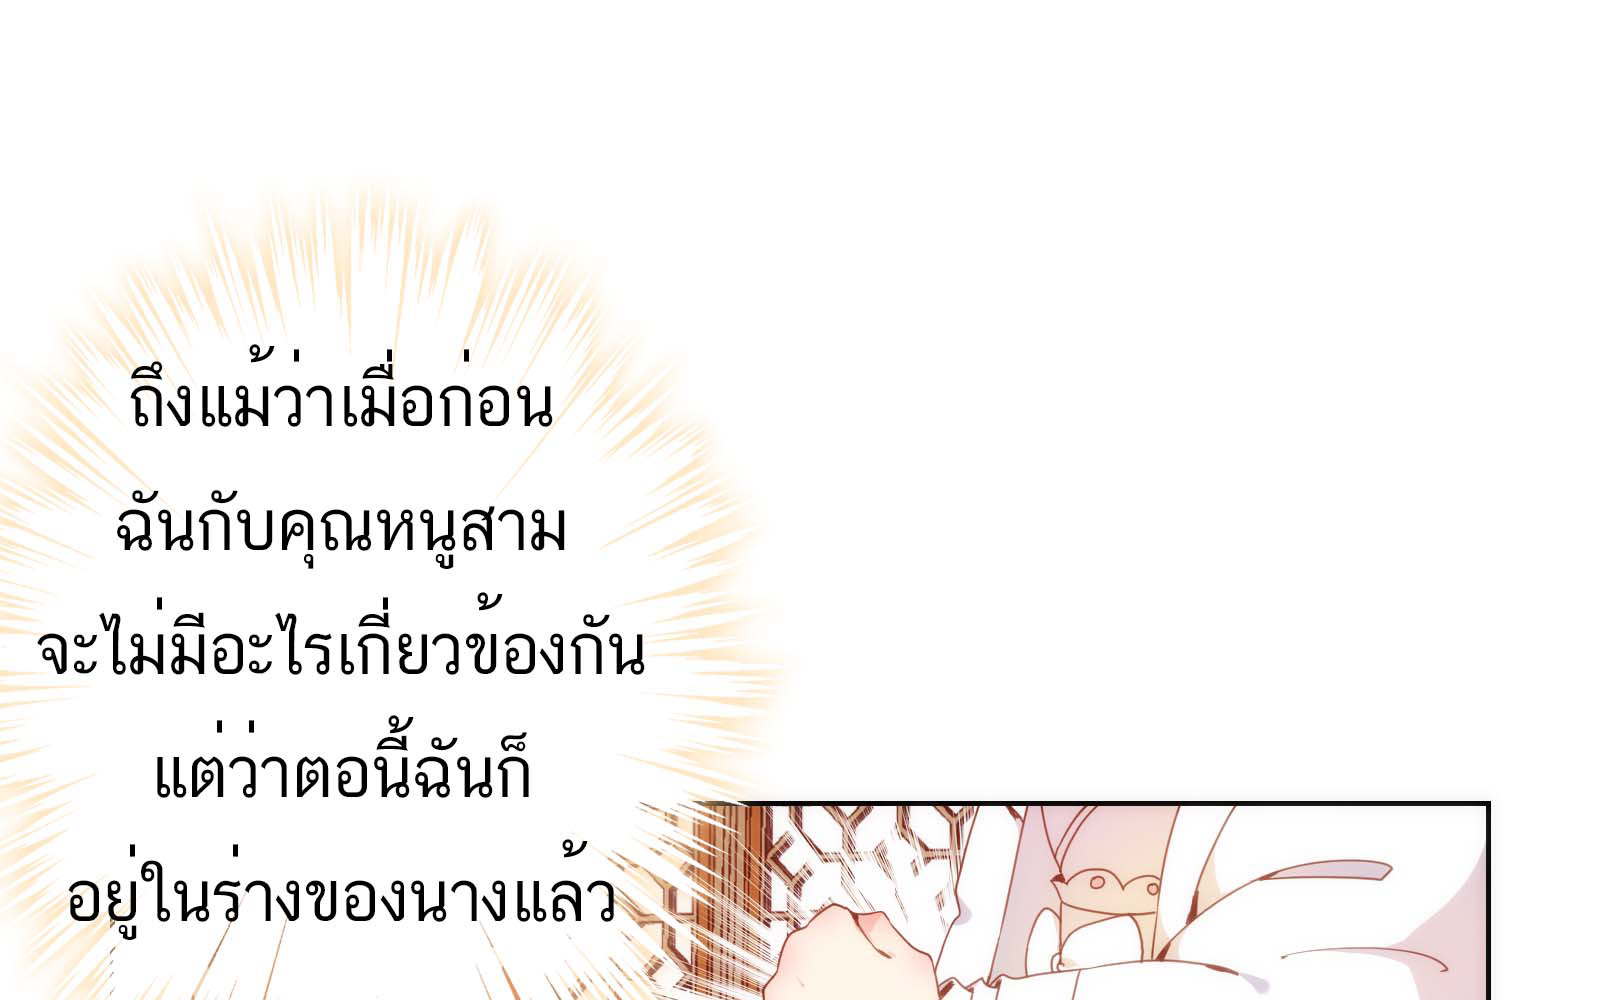 ถึงแม้ว่าเมื่อก่อน
ฉันกับคุณหนูสาม
จะไม่มีอะไรเกี่ยวข้องกัน
แต่ว่าตอนนี้ฉันก็
อยู่ในร่างของนางแล้ว